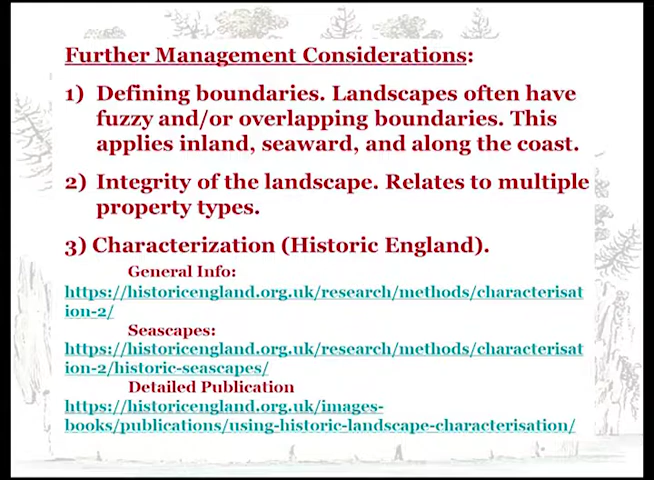 Further Management Considerations:
1) Defining boundaries. Landscapes often have
fuzzy and/or overlapping boundaries. This
applies inland, seaward, and along the coast.
2) Integrity of the landscape. Relates to multiple
property types.
3) Characterization (Historic England).
General Info:
https://historicengland.org.uk/research/methods/characterisat
ion-2/
Seascapes:
https://historicengland.org.uk/research/methods/characterisat
ion-2/historic-seascapes/
Detailed Publication
https://historicengland.org.uk/images-
books/publications/using-historic-landscape-characterisation/